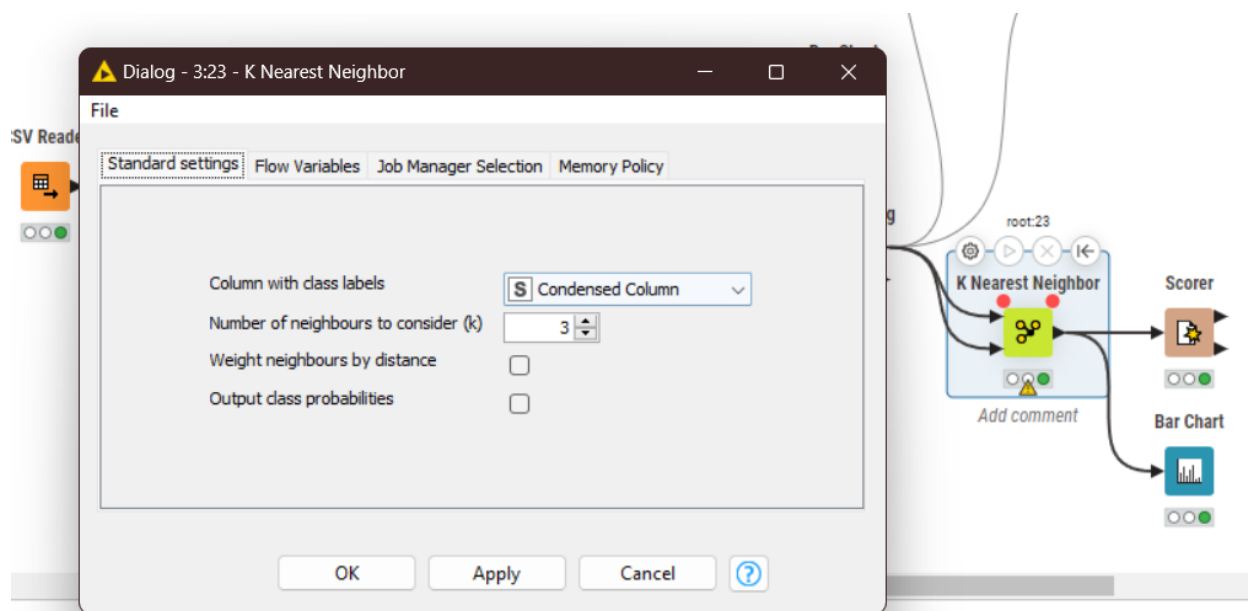 Dialog - 3:23 - K Nearest Neighbor
File
SV Reade
Standard settings Flow Variables Job Manager Selection Memory Policy
Column with class labels
S Condensed Column
Number of neighbours to consider (k)
3
Weight neighbours by distance
Output class probabilities
OK Apply Cancel ?
g
root:23
K Nearest Neighbor
Add comment
Scorer
Bar Chart